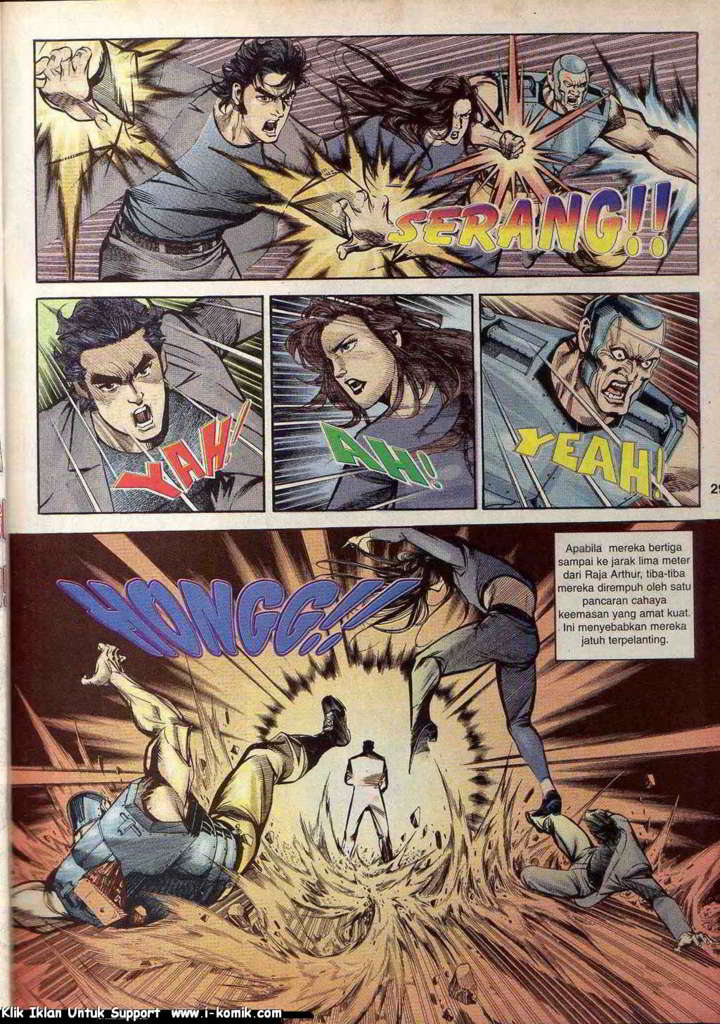 SERANG!!
YAH!
AH!
YEAH!
29
HONGG!!
Apabila mereka bertiga
sampai ke jarak lima meter
dari Raja Arthur, tiba-tiba
mereka dirempuh oleh satu
pancaran cahaya
keemasan yang amat kuat.
Ini menyebabkan mereka
jatuh terpelanting.
Klik Iklan Untuk Support www.i-komik.com